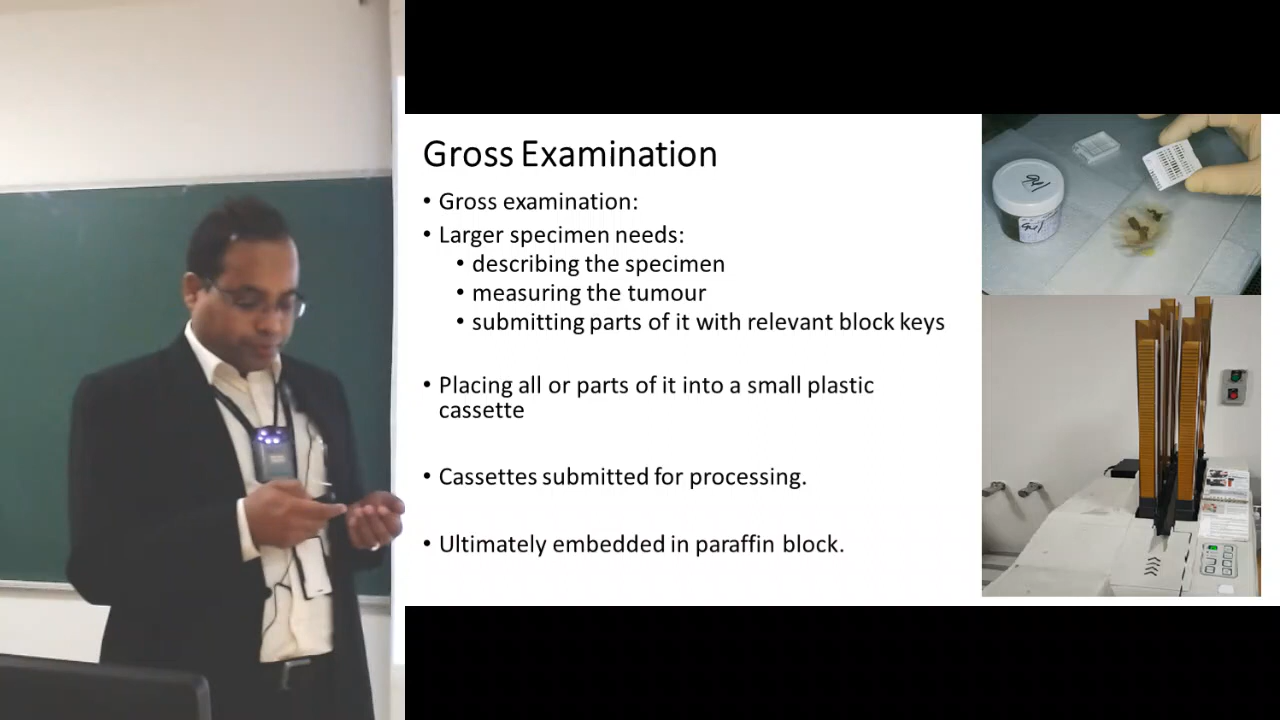 Gross Examination
• Gross examination:
• Larger specimen needs:
• describing the specimen
• measuring the tumour
• submitting parts of it with relevant block keys
• Placing all or parts of it into a small plastic
cassette
• Cassettes submitted for processing.
• Ultimately embedded in paraffin block.